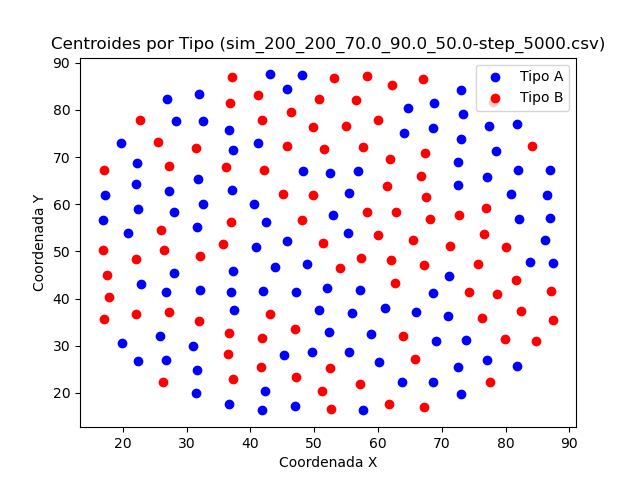 Centroides por Tipo (sim_200_200_70.0_90.0_50.0-step_5000.csv)
Tipo A
Tipo B
90
80
70
60
50
40
30
20
Coordenada Y
20 30 40 50 60 70 80 90
Coordenada X